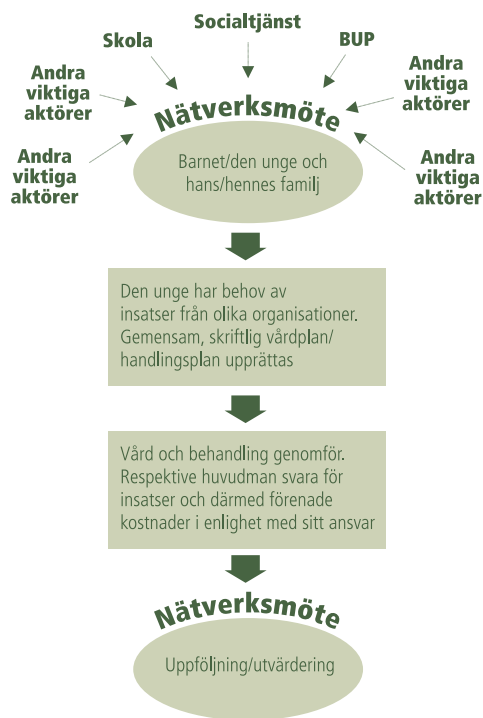 Socialtjänst
Skola
BUP
Andra
viktiga
aktörer
Andra
viktiga
aktörer
Andra
viktiga
aktörer
Andra
viktiga
aktörer
Nätverksmöte
Barnet/den unge och
hans/hennes familj
Den unge har behov av
insatser från olika organisationer.
Gemensam, skriftlig vårdplan/
handlingsplan upprättas
Vård och behandling genomför.
Respektive huvudman svara för
insatser och därmed förenade
kostnader i enlighet med sitt ansvar
Nätverksmöte
Uppföljning/utvärdering